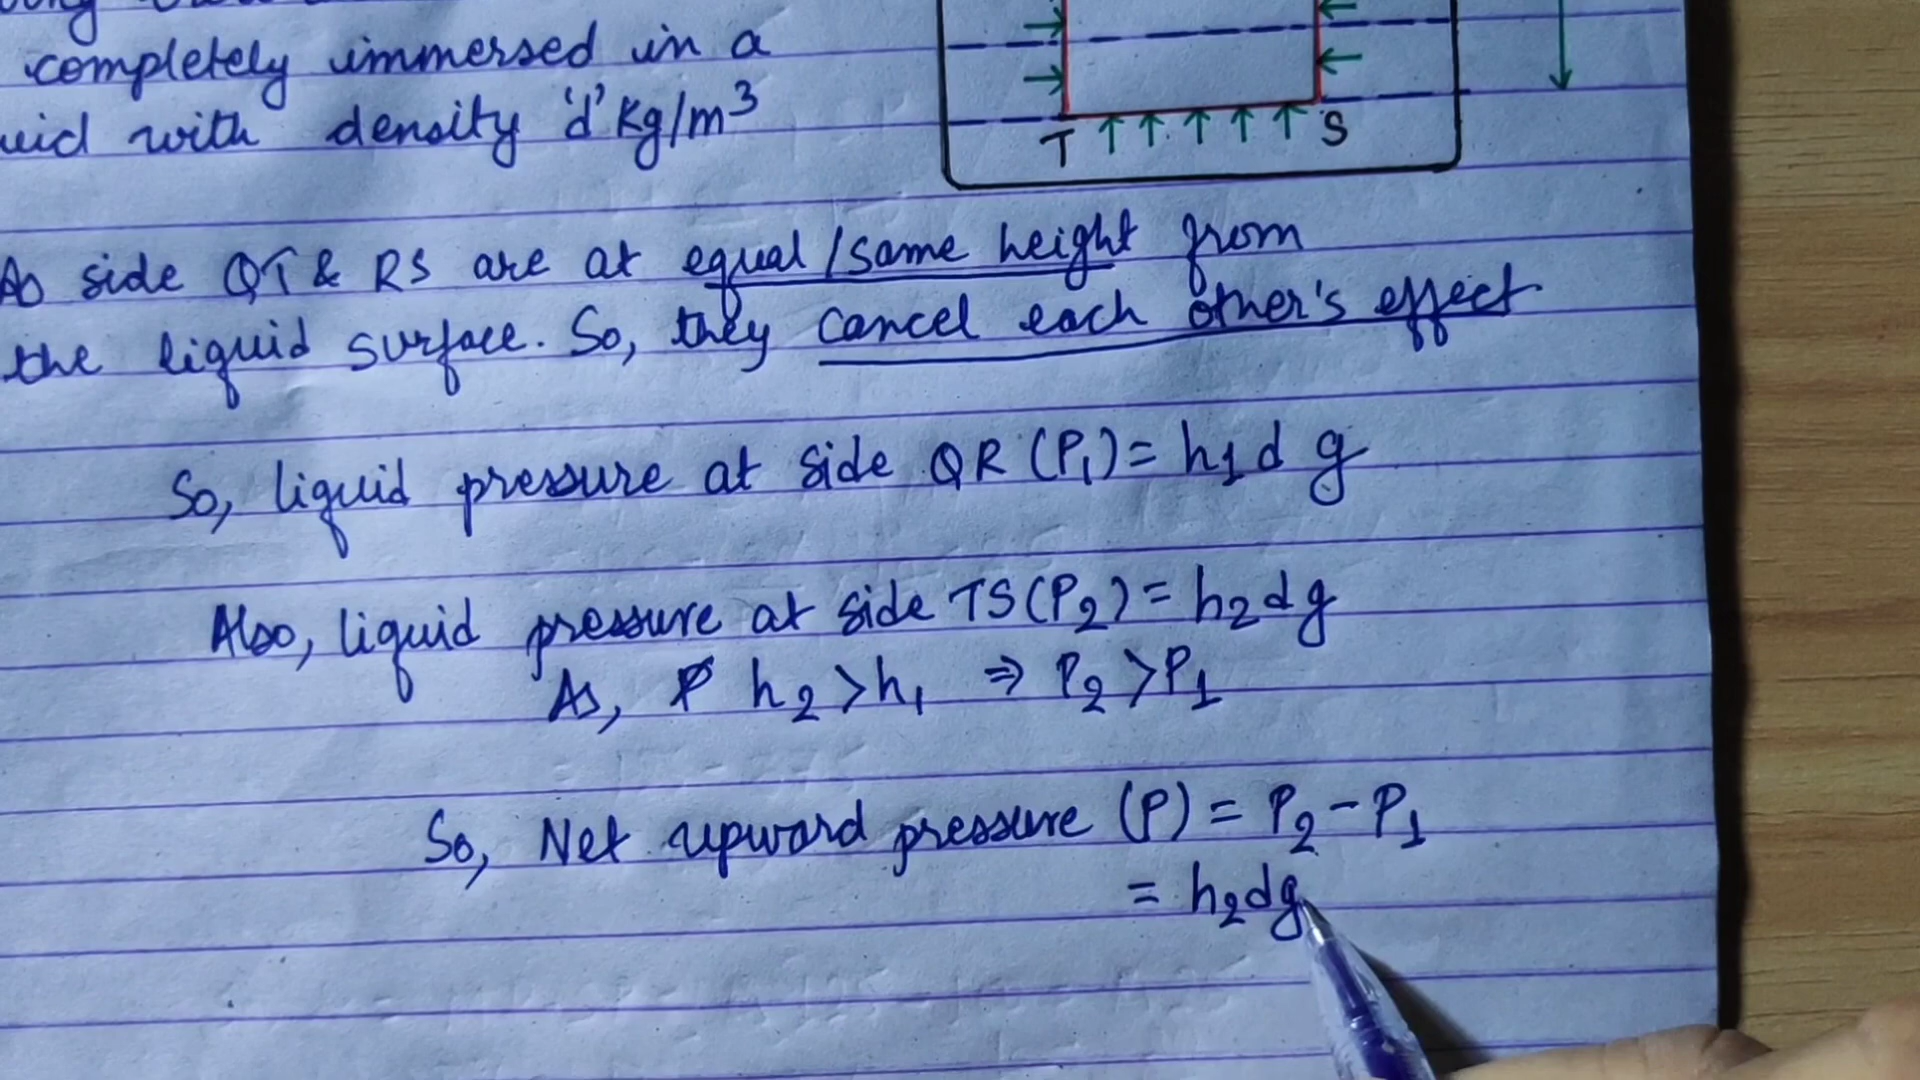 completely immersed in a
with density 'd' Kg/m³
T S
As side QT & RS are at equal/same height from
the liquid surface. So, they cancel each other's effect
So, liquid pressure at side QR (P₁) = h₁ d g
Also, liquid pressure at side TS (P₂) = h₂ d g
As, h₂ > h₁ ⇒ P₂ > P₁
So, Net upward pressure (P) = P₂ - P₁
= h₂dg